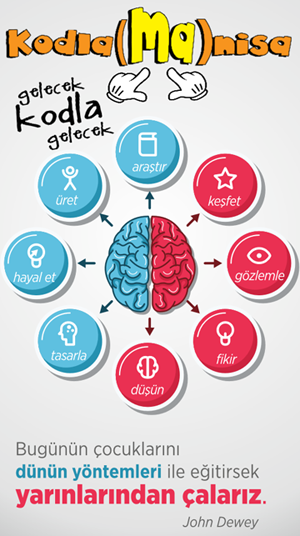 Kodla(Ma)nisa
gelecek
kodla
gelecek
araştır
üret
keşfet
hayal et
gözlemle
tasarla
fikir
düşün
Bugünün çocuklarını
dünün yöntemleri ile eğitirsek
yarınlarından çalarız.
John Dewey